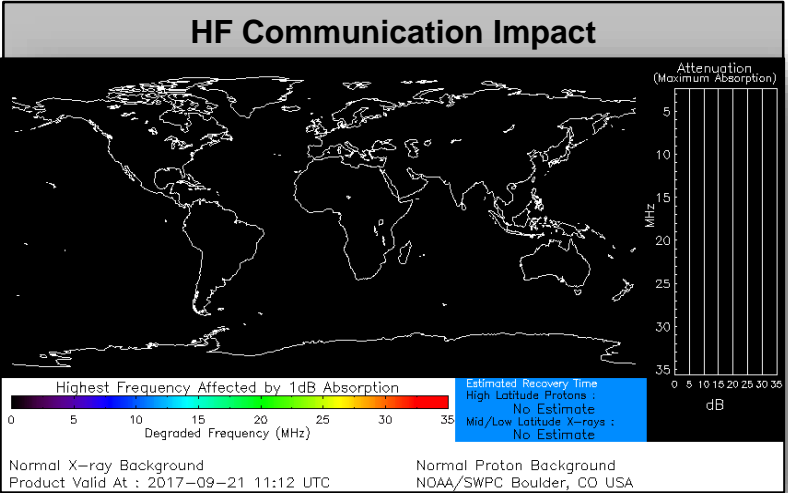 HF Communication Impact
Attenuation
(Maximum Absorption)
5
10
15
20
25
30
35
MHz
0 5 10 15 20 25 30 35
dB
Highest Frequency Affected by 1dB Absorption
0 5 10 15 20 25 30 35
Degraded Frequency (MHz)
Estimated Recovery Time
High Latitude Protons :
No Estimate
Mid/Low Latitude X-rays :
No Estimate
Normal X-ray Background
Normal Proton Background
Product Valid At : 2017-09-21 11:12 UTC
NOAA/SWPC Boulder, CO USA